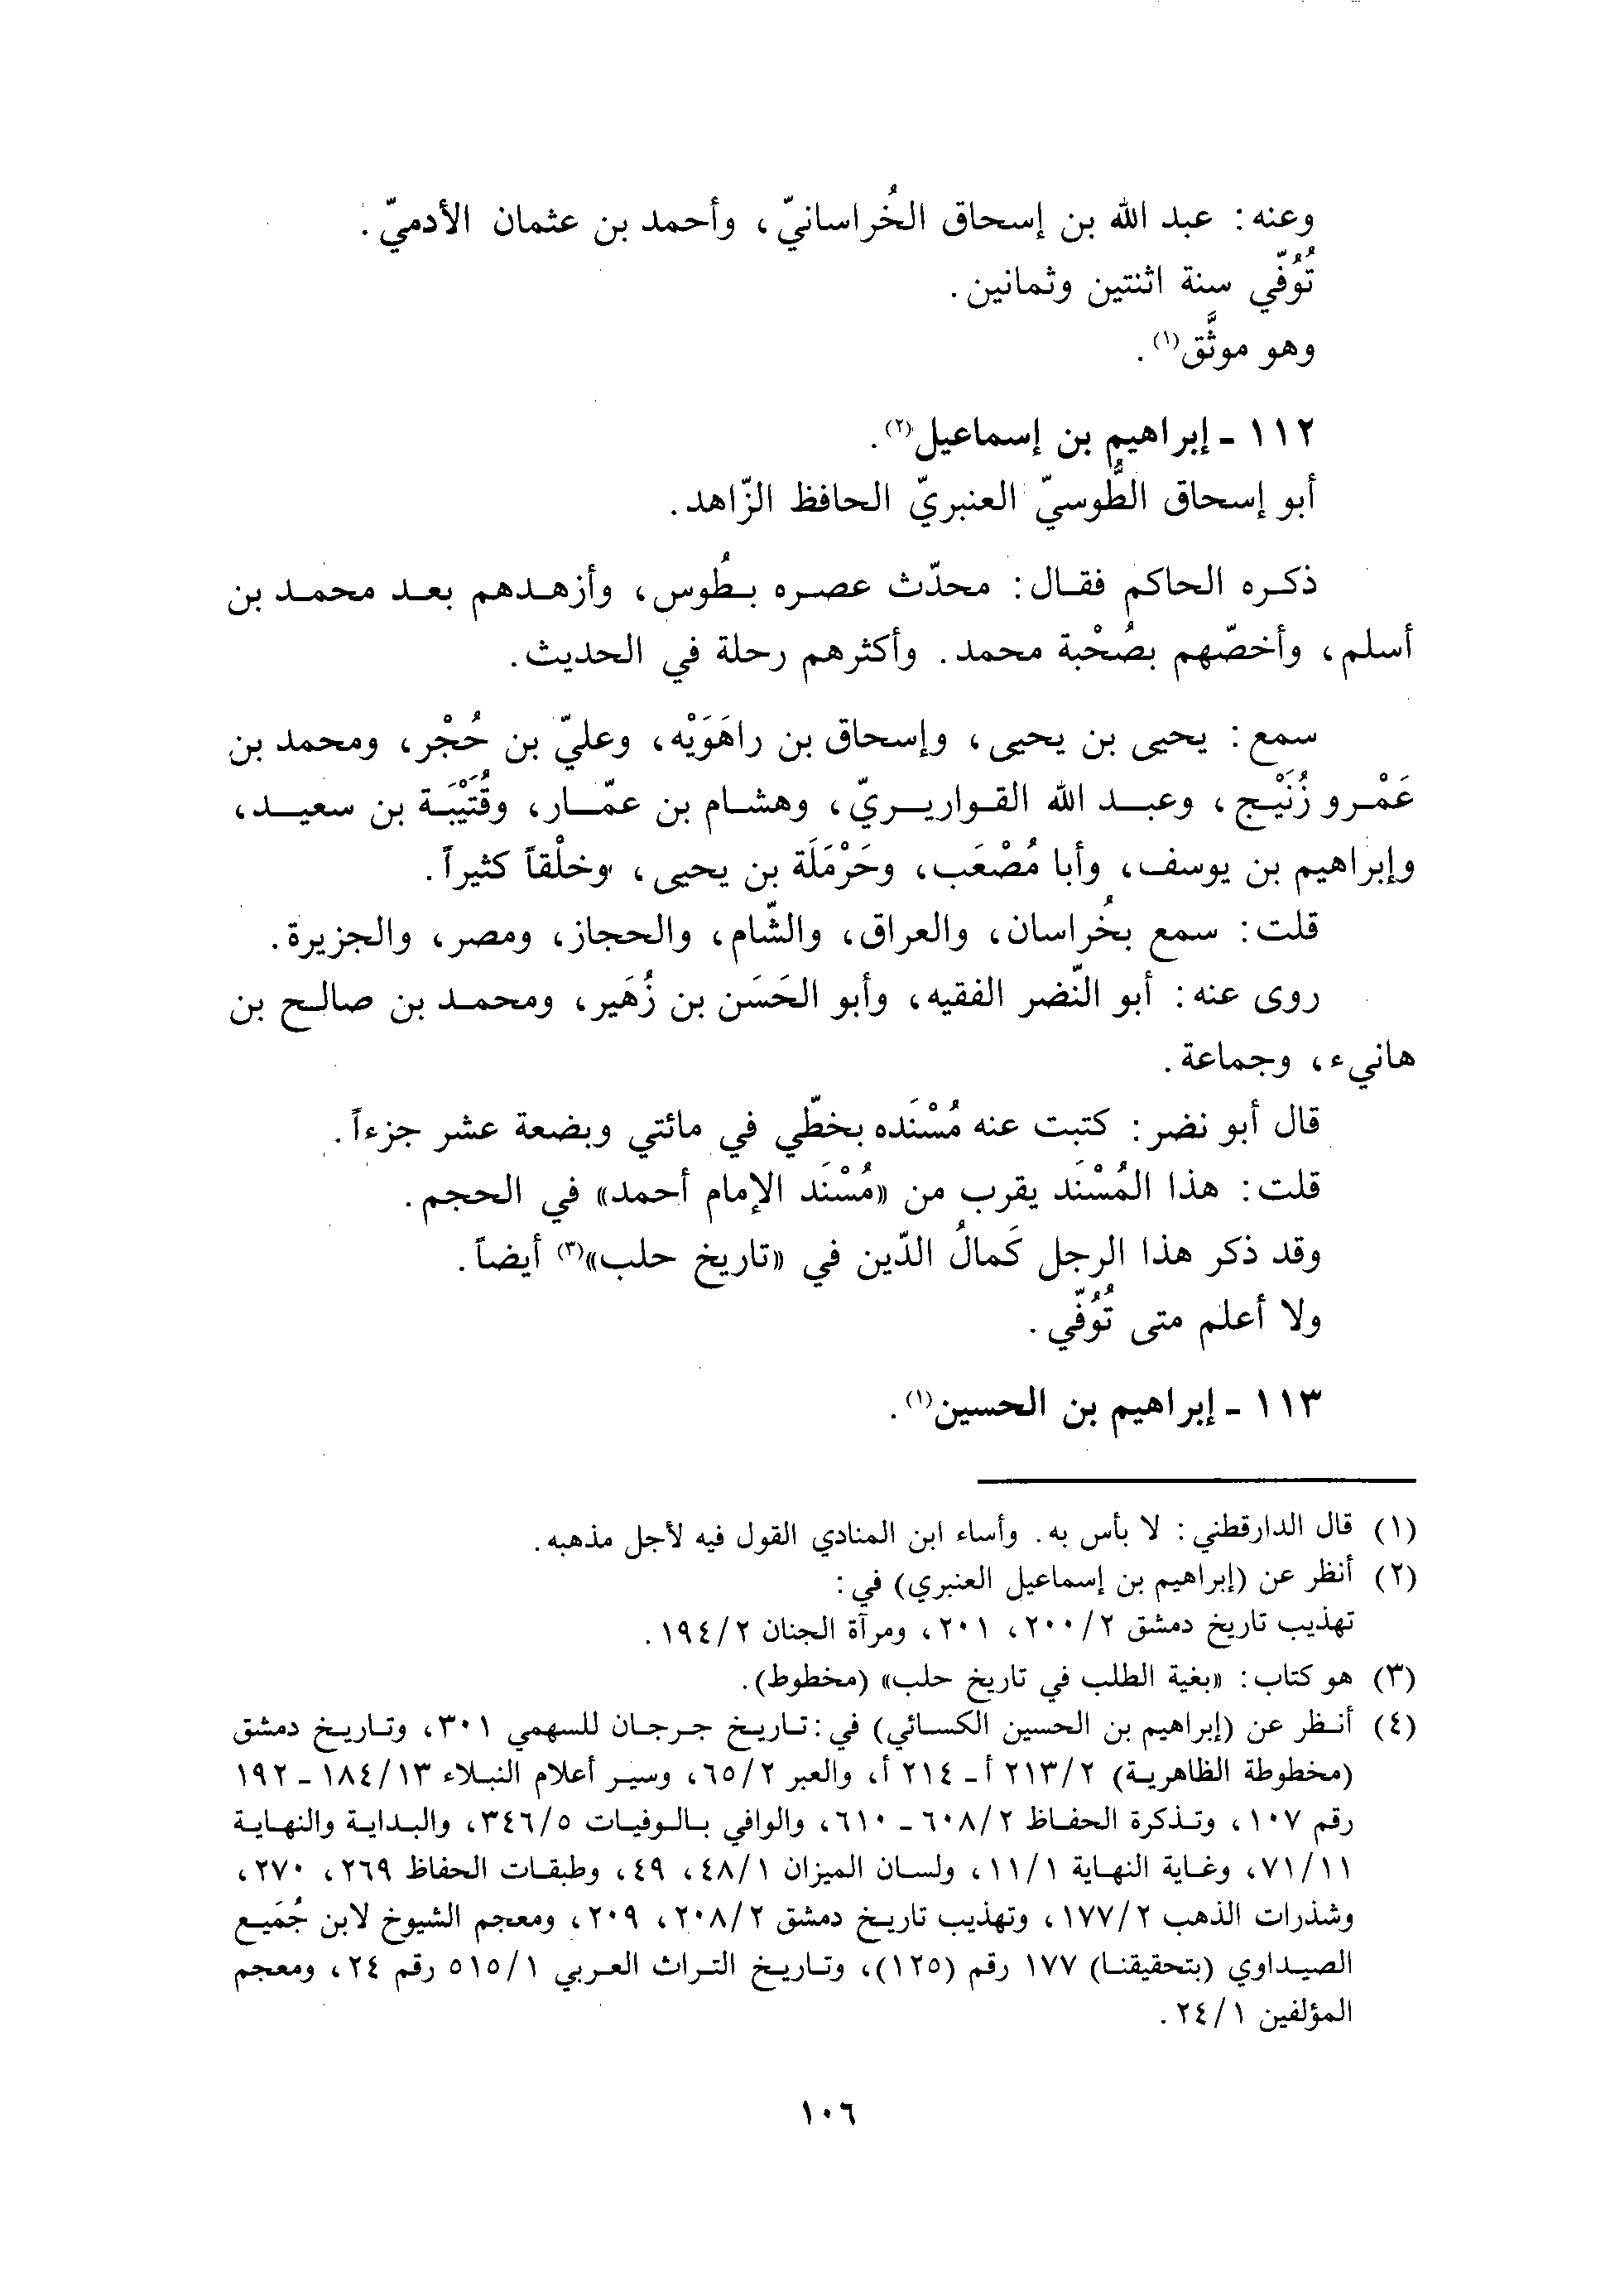 وعنه: عبد الله بن إسحاق الخُراسانيّ، وأحمد بن عثمان الأدميّ.
تُوُفّي سنة اثنتين وثمانين.
وهو موثَّق(١).
١١٢ ـ إبراهيم بن إسماعيل(٢).
أبو إسحاق الطُّوسيّ العنبريّ الحافظ الزّاهد.
ذكره الحاكم فقال: محدّث عصره بطُوس، وأزهدهم بعد محمد بن
أسلم، وأخصّهم بصُحْبة محمد. وأكثرهم رحلة في الحديث.
سمع: يحيى بن يحيى، وإسحاق بن راهَوَيْه، وعليّ بن حُجْر، ومحمد بن
عَمْرو زُنَيْج، وعبد الله القواريريّ، وهشام بن عمّار، وقُتَيْبَة بن سعيد،
وإبراهيم بن يوسف، وأبا مُصْعَب، وحَرْمَلَة بن يحيى، وخلْقاً كثيراً.
قلت: سمع بخُراسان، والعراق، والشّام، والحجاز، ومصر، والجزيرة.
روى عنه: أبو النّضر الفقيه، وأبو الحَسَن بن زُهَير، ومحمد بن صالح بن
هانيء، وجماعة.
قال أبو نضر: كتبت عنه مُسْنَده بخطّي في مائتي وبضعة عشر جزءاً.
قلت: هذا المُسْنَد يقرب من «مُسْنَد الإمام أحمد» في الحجم.
وقد ذكر هذا الرجل كَمالُ الدّين في «تاريخ حلب»(٣) أيضاً.
ولا أعلم متى تُوُفّي.
١١٣ ـ إبراهيم بن الحسين(١).
(١) قال الدارقطني: لا بأس به. وأساء ابن المنادي القول فيه لأجل مذهبه.
(٢) أنظر عن (إبراهيم بن إسماعيل العنبري) في:
تهذيب تاريخ دمشق ٢/ ٢٠٠، ٢٠١، ومرآة الجنان ٢/ ١٩٤.
(٣) هو كتاب: «بغية الطلب في تاريخ حلب» (مخطوط).
(٤) أنظر عن (إبراهيم بن الحسين الكسائي) في: تاريخ جرجان للسهمي ٣٠١، وتاريخ دمشق
(مخطوطة الظاهرية) ٢/ ٢١٣ أ ـ ٢١٤ أ، والعبر ٢/ ٦٥، وسير أعلام النبلاء ١٣/ ١٨٤ ـ ١٩٢
رقم ١٠٧، وتذكرة الحفاظ ٢/ ٦٠٨ ـ ٦١٠، والوافي بالوفيات ٥/ ٣٤٦، والبداية والنهاية
١١/ ٧١، وغاية النهاية ١/ ١١، ولسان الميزان ١/ ٤٨، ٤٩، وطبقات الحفاظ ٢٦٩، ٢٧٠،
وشذرات الذهب ٢/ ١٧٧، وتهذيب تاريخ دمشق ٢/ ٢٠٨، ٢٠٩، ومعجم الشيوخ لابن جُمَيع
الصيداوي (بتحقيقنا) ١٧٧ رقم (١٢٥)، وتاريخ التراث العربي ١/ ٥١٥ رقم ٢٤، ومعجم
المؤلفين ١/ ٢٤.
١٠٦